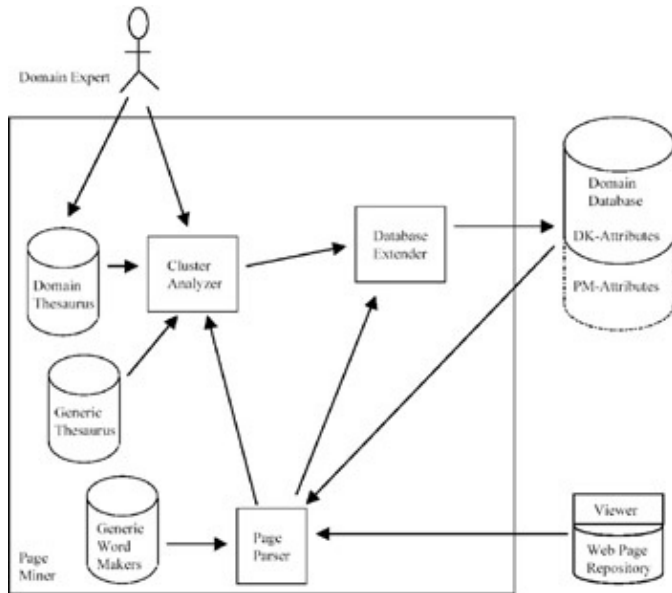 Domain Expert
Domain
Database
DK-Attributes
PM-Attributes
Database
Extender
Cluster
Analyzer
Domain
Thesaurus
Generic
Thesaurus
Generic
Word
Makers
Page
Parser
Page
Miner
Viewer
Web Page
Repository